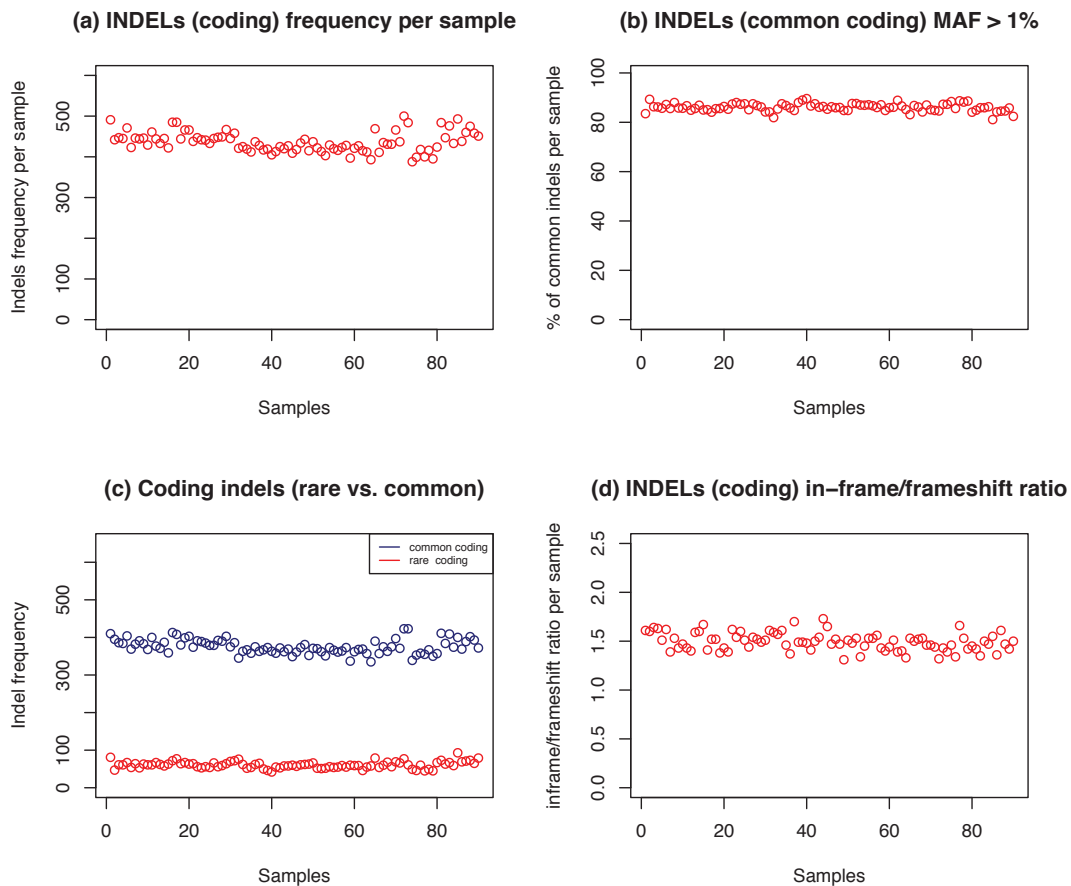 (a) INDELs (coding) frequency per sample
Indels frequency per sample
500
300
100
0
0 20 40 60 80
Samples
(b) INDELs (common coding) MAF > 1%
% of common indels per sample
100
80
60
40
20
0
0 20 40 60 80
Samples
(c) Coding indels (rare vs. common)
Indel frequency
500
300
100
0
common coding
rare coding
0 20 40 60 80
Samples
(d) INDELs (coding) in−frame/frameshift ratio
inframe/frameshift ratio per sample
2.5
2.0
1.5
1.0
0.5
0.0
0 20 40 60 80
Samples